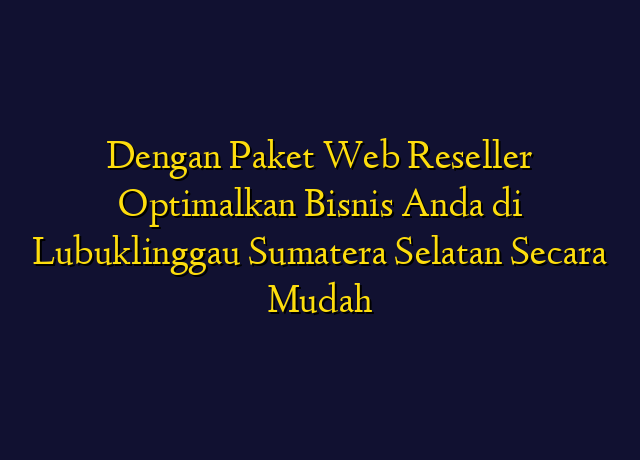 Dengan Paket Web Reseller
Optimalkan Bisnis Anda di
Lubuklinggau Sumatera Selatan Secara
Mudah